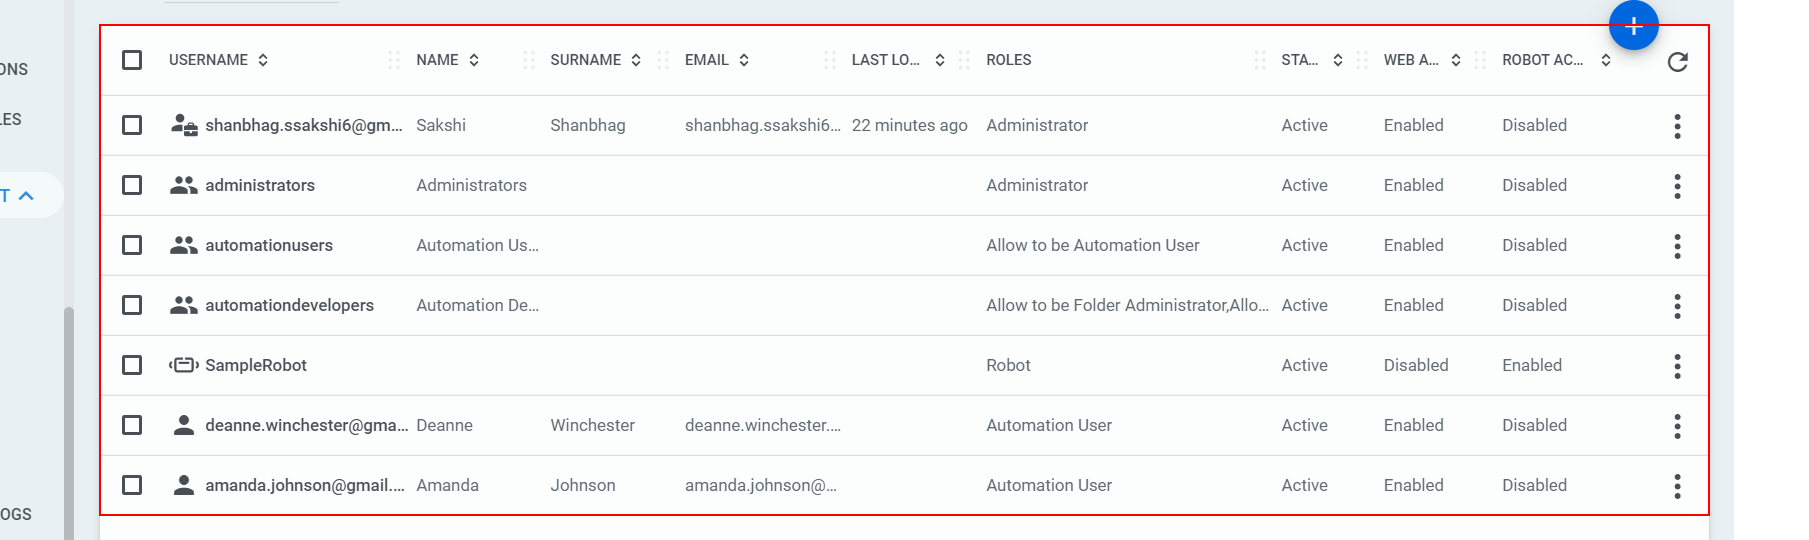 ONS
LES
T
OGS
USERNAME NAME SURNAME EMAIL LAST LO... ROLES STA... WEB A... ROBOT AC...
shanbhag.ssakshi6@gm... Sakshi Shanbhag shanbhag.ssakshi6... 22 minutes ago Administrator Active Enabled Disabled
administrators Administrators Administrator Active Enabled Disabled
automationusers Automation Us... Allow to be Automation User Active Enabled Disabled
automationdevelopers Automation De... Allow to be Folder Administrator,Allo... Active Enabled Disabled
SampleRobot Robot Active Disabled Enabled
deanne.winchester@gma... Deanne Winchester deanne.winchester.... Automation User Active Enabled Disabled
amanda.johnson@gmail.... Amanda Johnson amanda.johnson@... Automation User Active Enabled Disabled